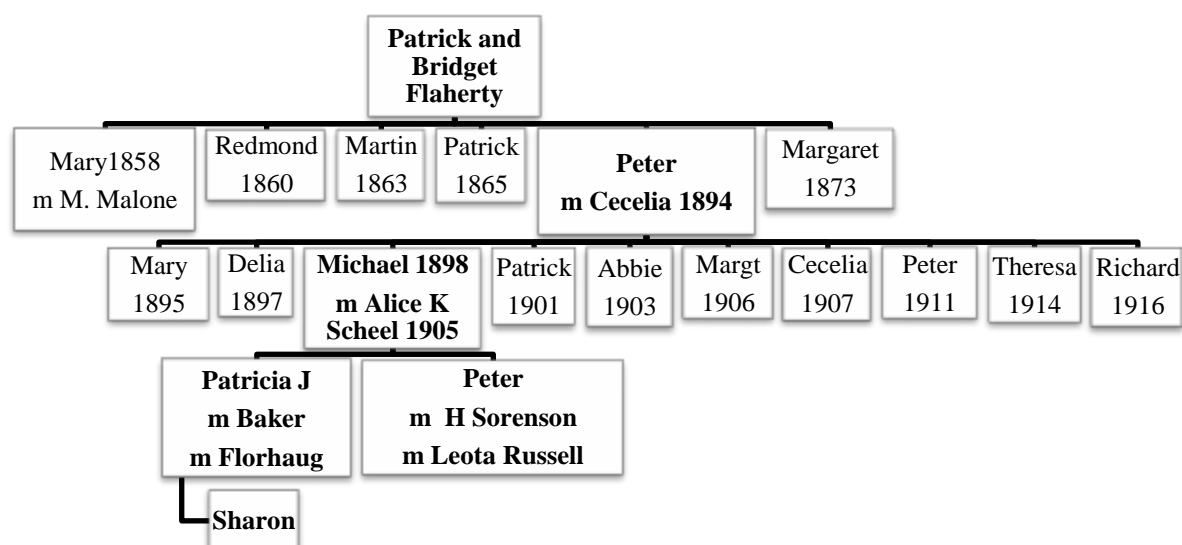 Patrick and
Bridget
Flaherty
Mary1858
m M. Malone
Redmond
1860
Martin
1863
Patrick
1865
Peter
m Cecelia 1894
Margaret
1873
Mary
1895
Delia
1897
Michael 1898
m Alice K
Scheel 1905
Patrick
1901
Abbie
1903
Margt
1906
Cecelia
1907
Peter
1911
Theresa
1914
Richard
1916
Patricia J
m Baker
m Florhaug
Peter
m H Sorenson
m Leota Russell
Sharon